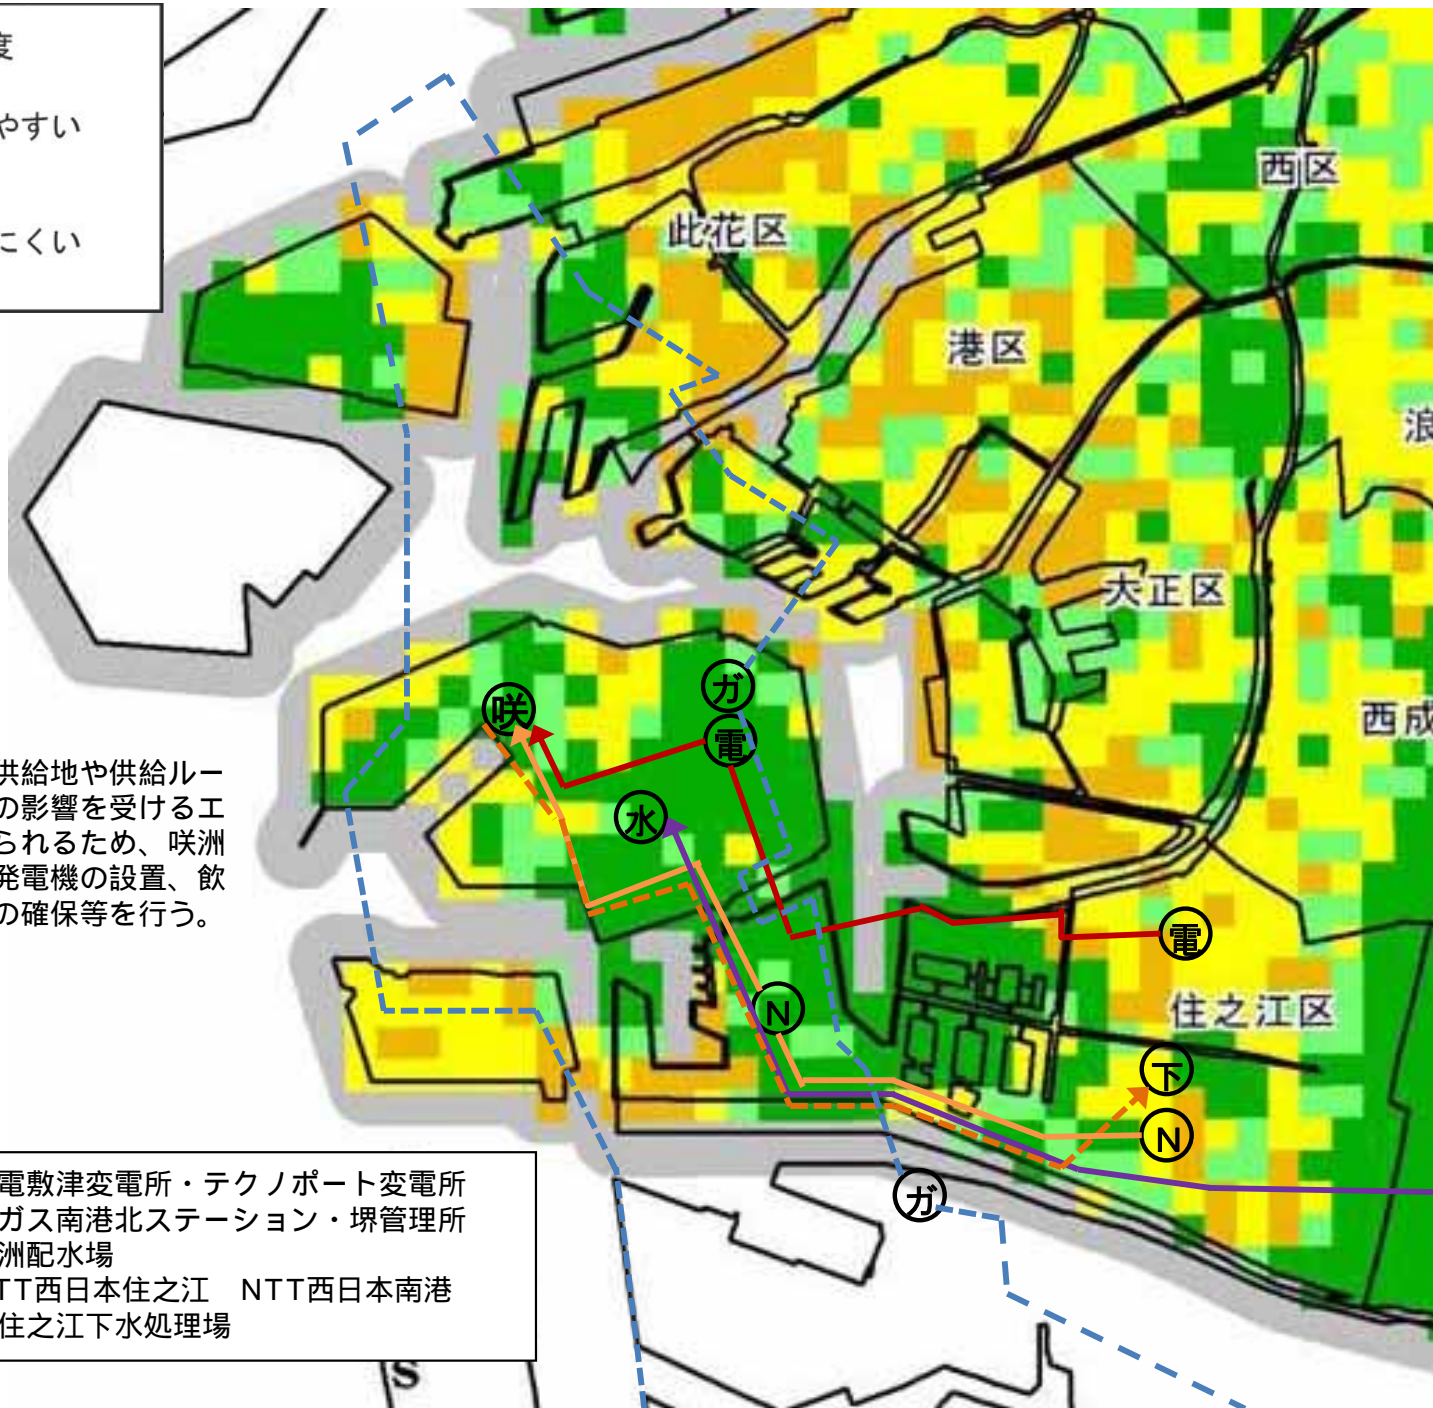 度
やすい
にくい
西区
此花区
港区
浪
大正区
西成
咲
ガ
電
水
供給地や供給ルー
の影響を受けるエ
られるため、咲洲
発電機の設置、飲
の確保等を行う。
電
N
住之江区
下
N
ガ
電敷津変電所・テクノポート変電所
ガス南港北ステーション・堺管理所
洲配水場
TT西日本住之江　NTT西日本南港
住之江下水処理場
S